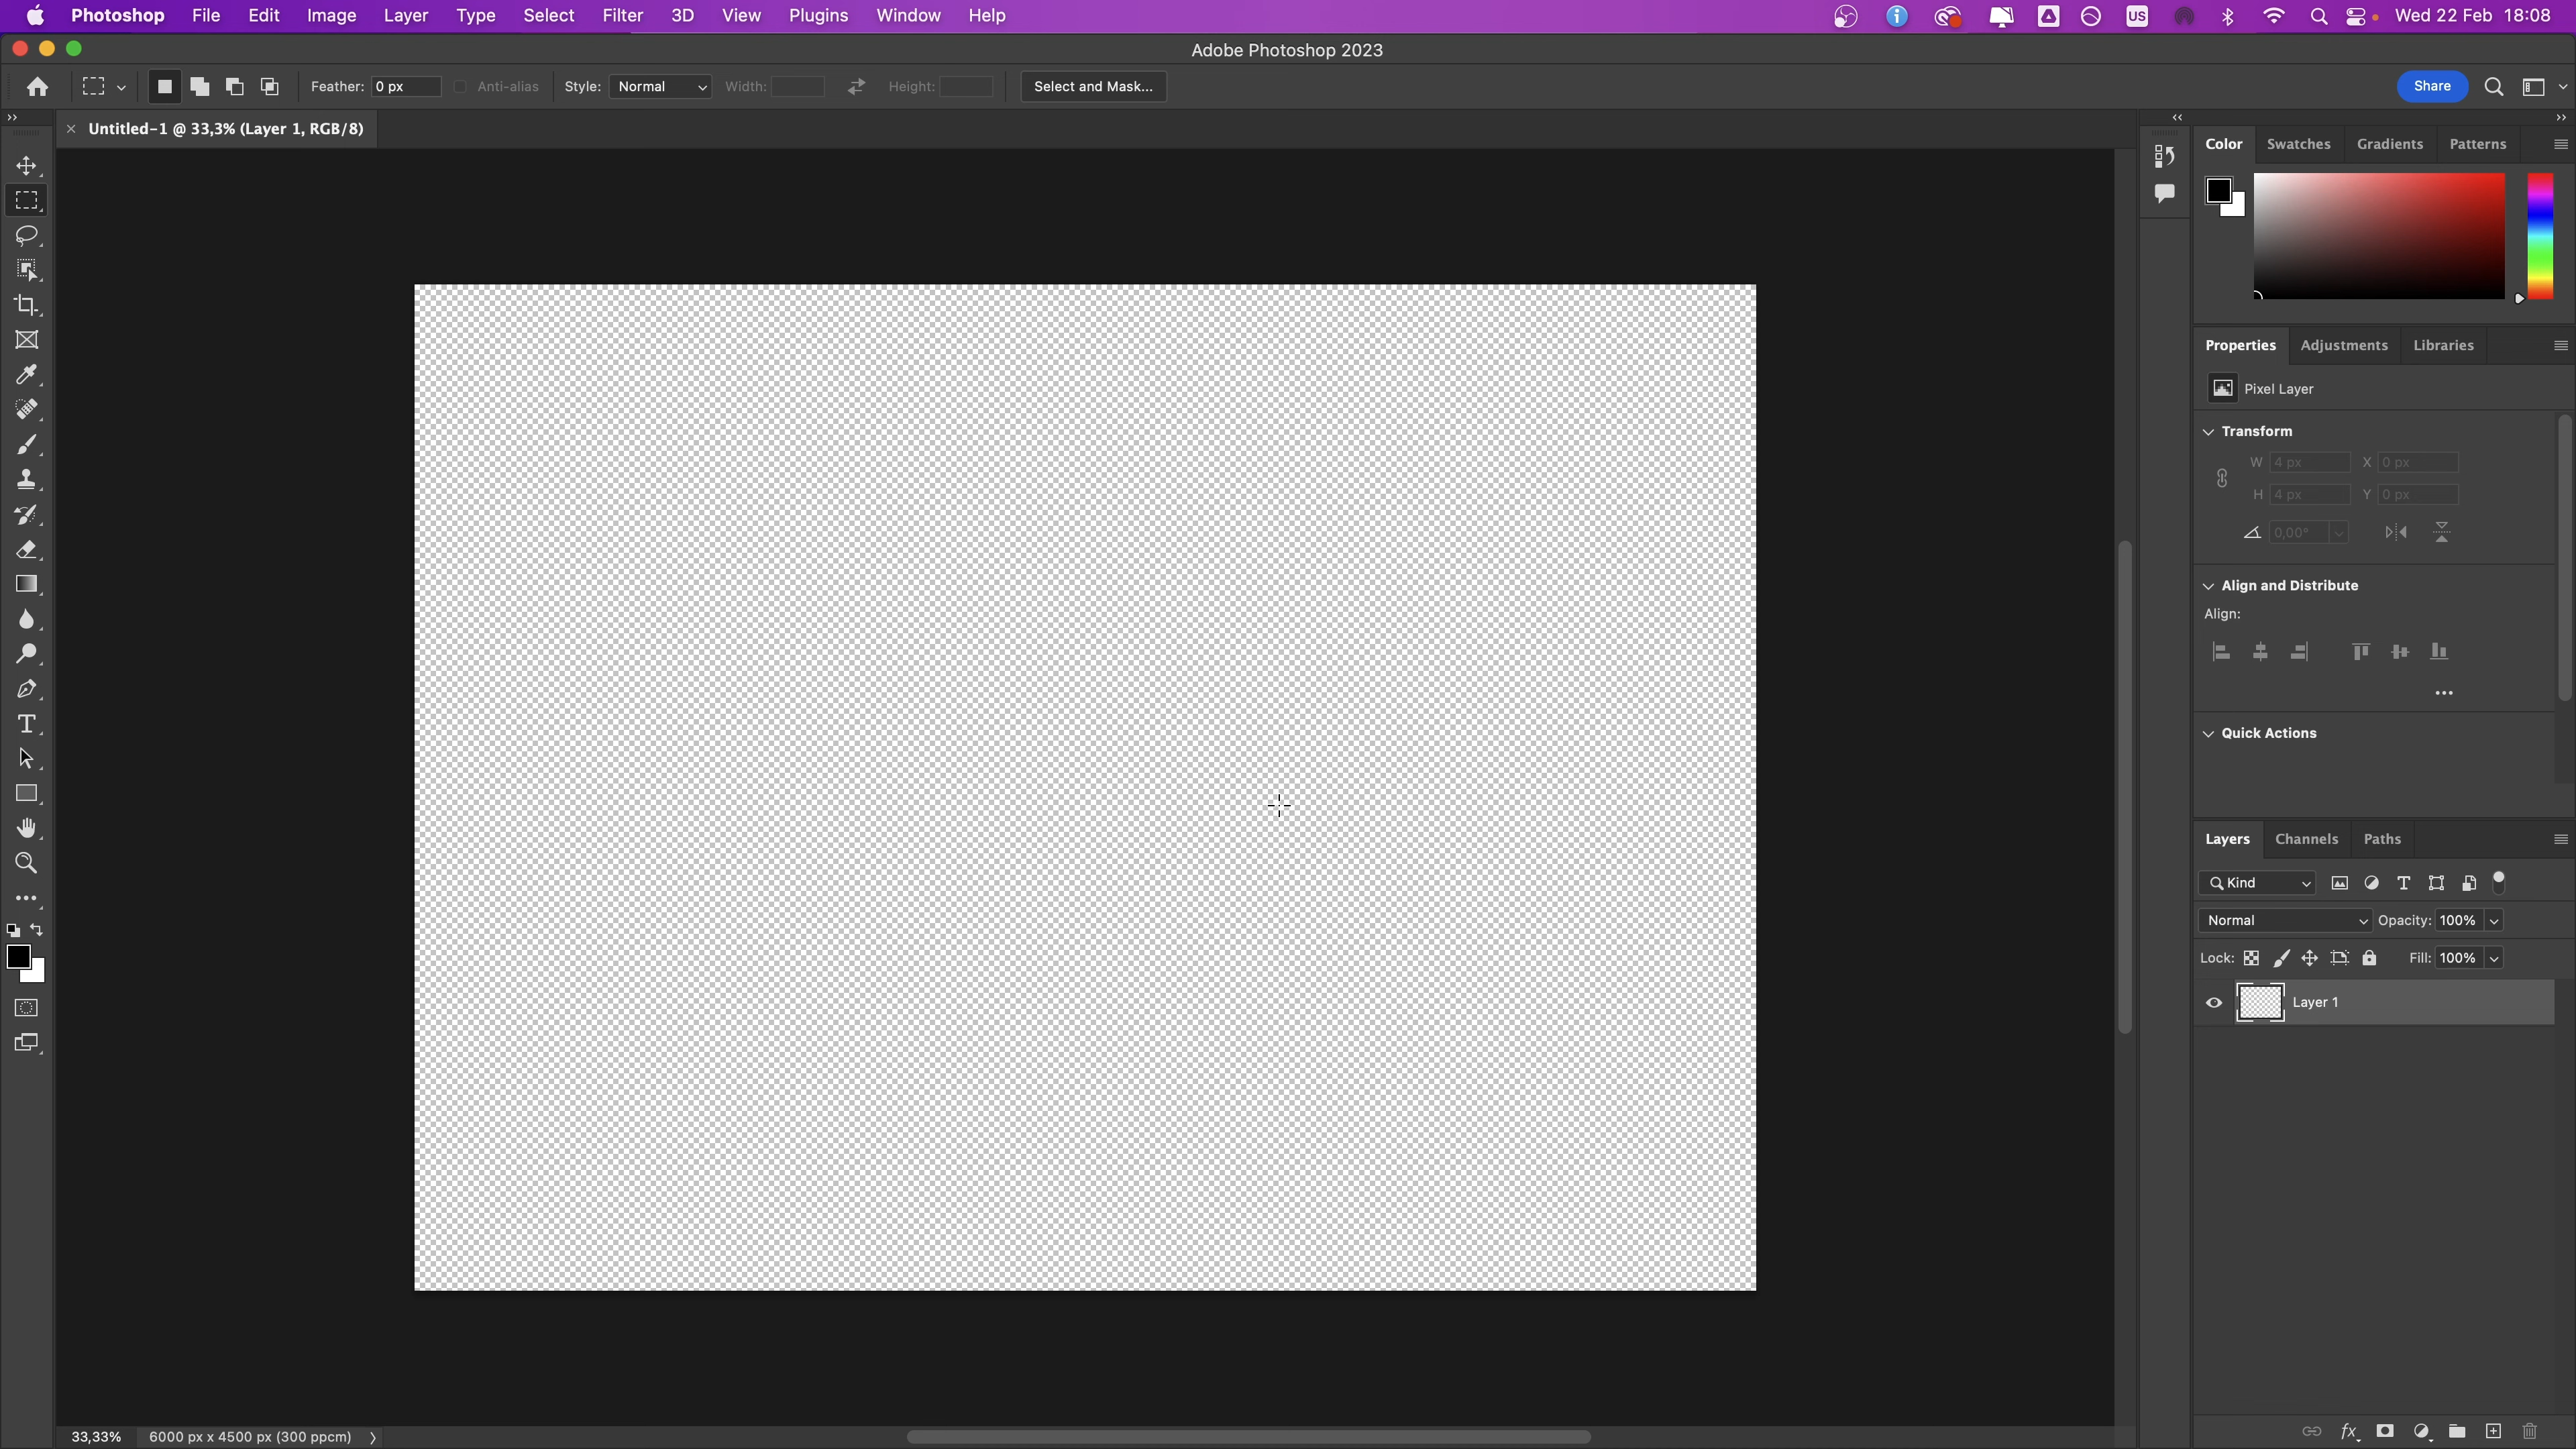 Photoshop File Edit Image Layer Type Select Filter 3D View Plugins Window Help US Wed 22 Feb 18:08
Adobe Photoshop 2023
Feather: 0 px Anti-alias Style: Normal Width: Height: Select and Mask... Share
Untitled-1 @ 33,3% (Layer 1, RGB/8)
Color Swatches Gradients Patterns
Properties Adjustments Libraries
Pixel Layer
Transform
W 4 px X 0 px
H 4 px Y 0 px
0,00°
Align and Distribute
Align:
Quick Actions
Layers Channels Paths
Kind
Normal Opacity: 100%
Lock: Fill: 100%
Layer 1
fx
33,33% 6000 px x 4500 px (300 ppcm)